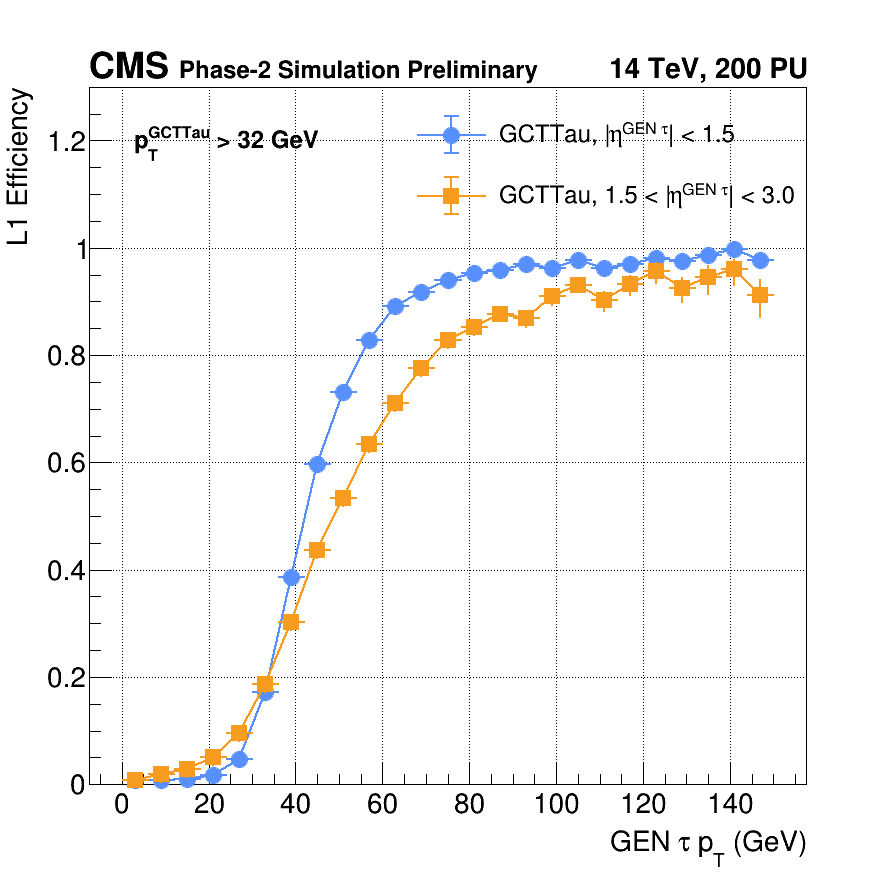 CMS Phase-2 Simulation Preliminary 14 TeV, 200 PU
L1 Efficiency
p_T^GCTTau > 32 GeV
GCTTau, |η^GEN τ| < 1.5
GCTTau, 1.5 < |η^GEN τ| < 3.0
1.2
1
0.8
0.6
0.4
0.2
0
0 20 40 60 80 100 120 140
GEN τ p_T (GeV)